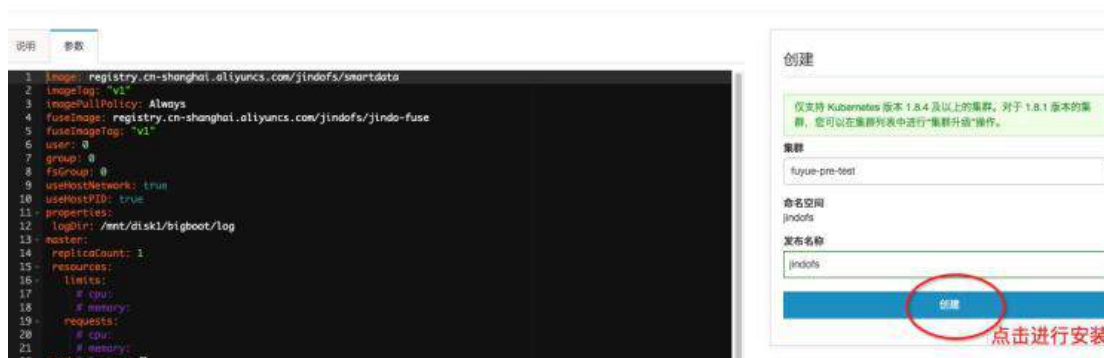 说明 参数
1 image: registry.cn-shanghai.aliyuncs.com/jindofs/smartdata
2 imageTag: "v1"
3 imagePullPolicy: Always
4 fuseImage: registry.cn-shanghai.aliyuncs.com/jindofs/jindo-fuse
5 fuseImageTag: "v1"
6 user: 0
7 group: 0
8 fsGroup: 0
9 useHostNetwork: true
10 useHostPID: true
11 properties:
12 logDir: /mnt/disk1/bigboot/log
13 master:
14 replicaCount: 1
15 resources:
16 limits:
17 # cpu:
18 # memory:
19 requests:
20 # cpu:
21 # memory:
创建
仅支持 Kubernetes 版本 1.8.4 及以上的集群。对于 1.8.1 版本的集
群，您可以在集群列表中进行“集群升级”操作。
集群
fuyue-pre-test
命名空间
jindofs
发布名称
jindofs
创建
点击进行安装